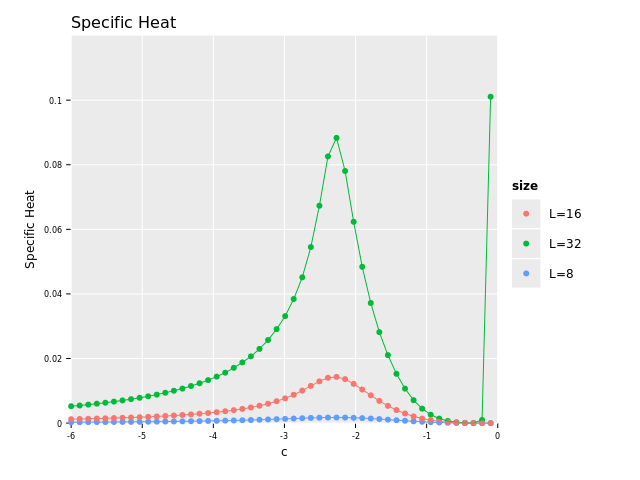 Specific Heat
0.1
0.08
0.06
0.04
0.02
0
Specific Heat
-6 -5 -4 -3 -2 -1 0
c
size
L=16
L=32
L=8